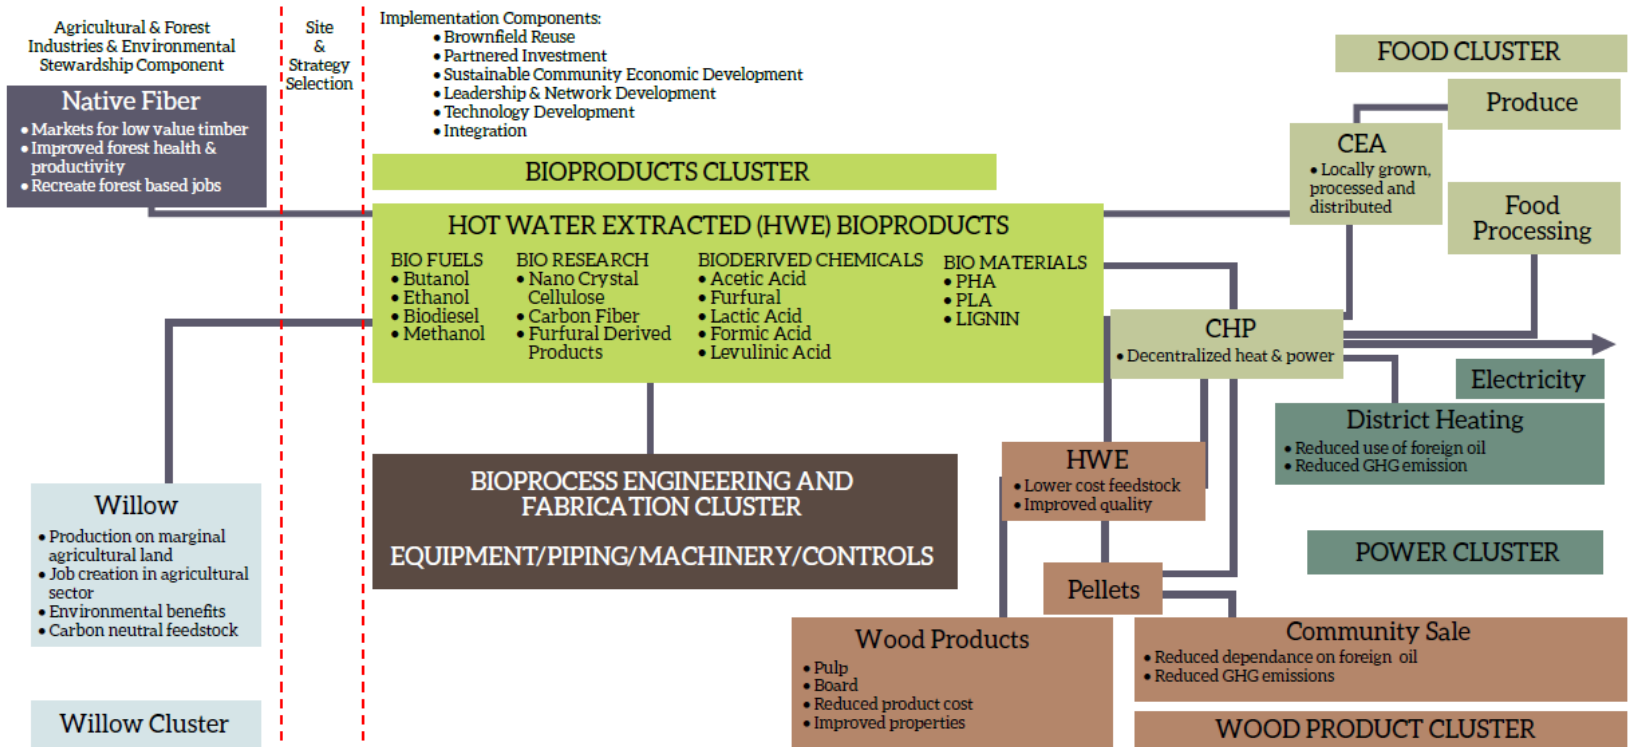 Agricultural & Forest
Industries & Environmental
Stewardship Component
Native Fiber
• Markets for low value timber
• Improved forest health &
productivity
• Recreate forest based jobs
Site
&
Strategy
Selection
Implementation Components:
• Brownfield Reuse
• Partnered Investment
• Sustainable Community Economic Development
• Leadership & Network Development
• Technology Development
• Integration
BIOPRODUCTS CLUSTER
HOT WATER EXTRACTED (HWE) BIOPRODUCTS
BIO FUELS
• Butanol
• Ethanol
• Biodiesel
• Methanol
BIO RESEARCH
• Nano Crystal
Cellulose
• Carbon Fiber
• Furfural Derived
Products
BIODERIVED CHEMICALS
• Acetic Acid
• Furfural
• Lactic Acid
• Formic Acid
• Levulinic Acid
BIO MATERIALS
• PHA
• PLA
• LIGNIN
FOOD CLUSTER
Produce
CEA
• Locally grown,
processed and
distributed
Food
Processing
CHP
• Decentralized heat & power
Electricity
District Heating
• Reduced use of foreign oil
• Reduced GHG emission
POWER CLUSTER
HWE
• Lower cost feedstock
• Improved quality
Pellets
BIOPROCESS ENGINEERING AND
FABRICATION CLUSTER
EQUIPMENT/PIPING/MACHINERY/CONTROLS
Willow
• Production on marginal
agricultural land
• Job creation in agricultural
sector
• Environmental benefits
• Carbon neutral feedstock
Willow Cluster
Wood Products
• Pulp
• Board
• Reduced product cost
• Improved properties
Community Sale
• Reduced dependance on foreign oil
• Reduced GHG emissions
WOOD PRODUCT CLUSTER